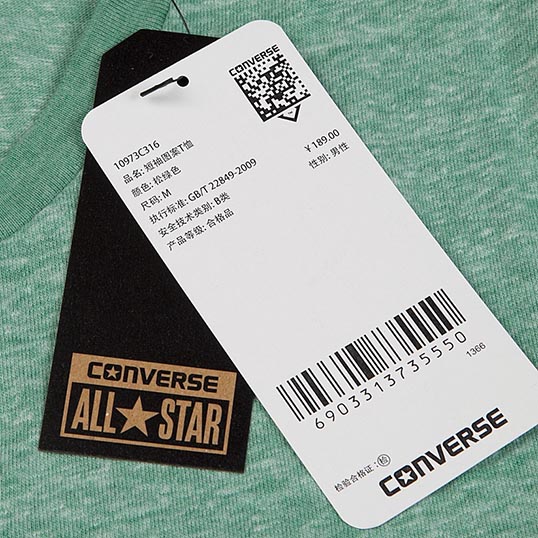 CONVERSE
10973C316
品名: 短袖图案T恤
¥ 189.00
颜色: 松绿色
性别: 男性
尺码: M
执行标准: GB/T 22849-2009
安全技术类别: B类
产品等级: 合格品
6903313735550
1366
检验合格证: 检
CONVERSE
CONVERSE
ALL STAR